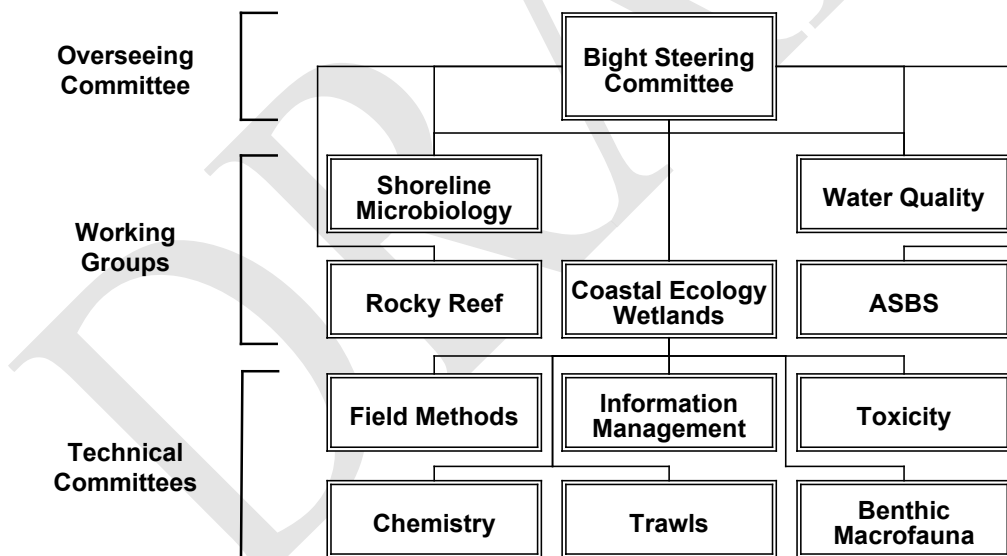 Overseeing
Committee
Bight Steering
Committee
Working
Groups
Shoreline
Microbiology
Water Quality
Rocky Reef
Coastal Ecology
Wetlands
ASBS
Technical
Committees
Field Methods
Information
Management
Toxicity
Chemistry
Trawls
Benthic
Macrofauna